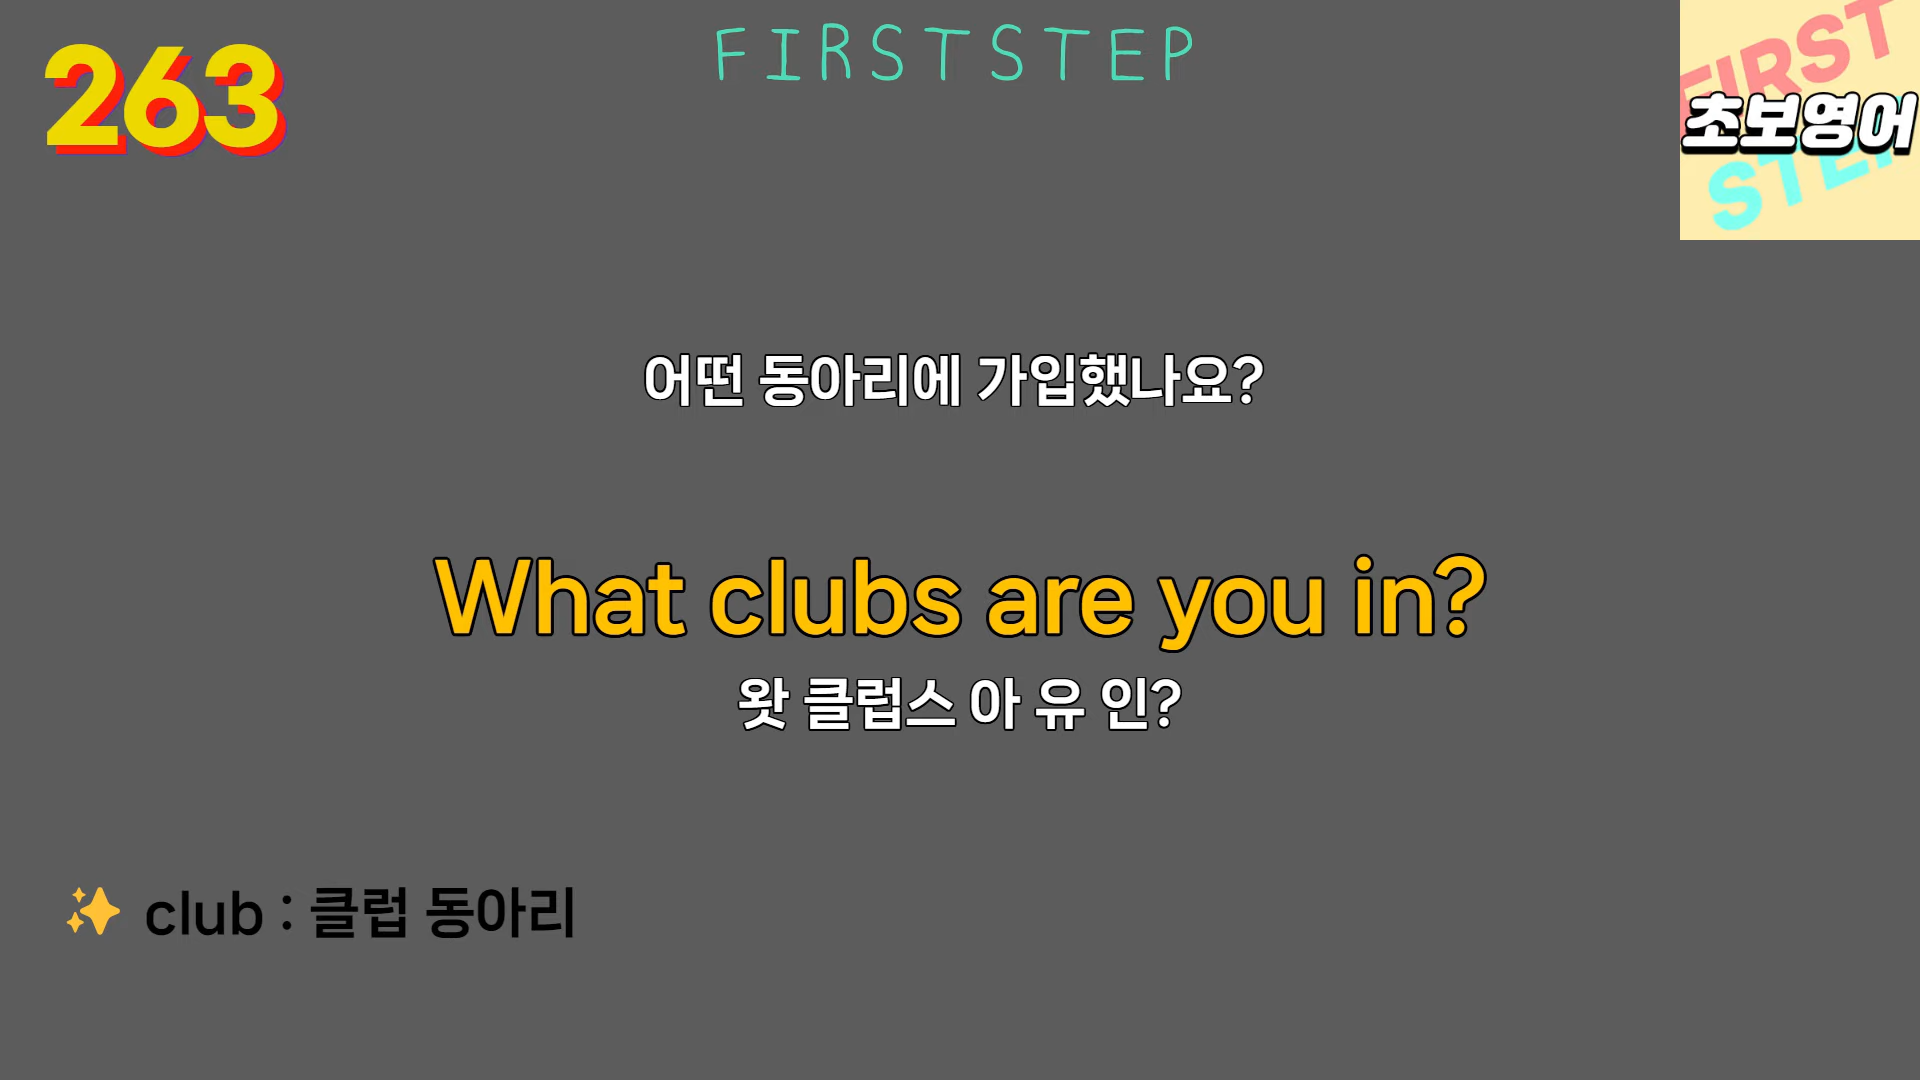 263
FIRSTSTEP
FIRST
초보영어
STEP
어떤 동아리에 가입했나요?
What clubs are you in?
왓 클럽스 아 유 인?
✨ club : 클럽 동아리